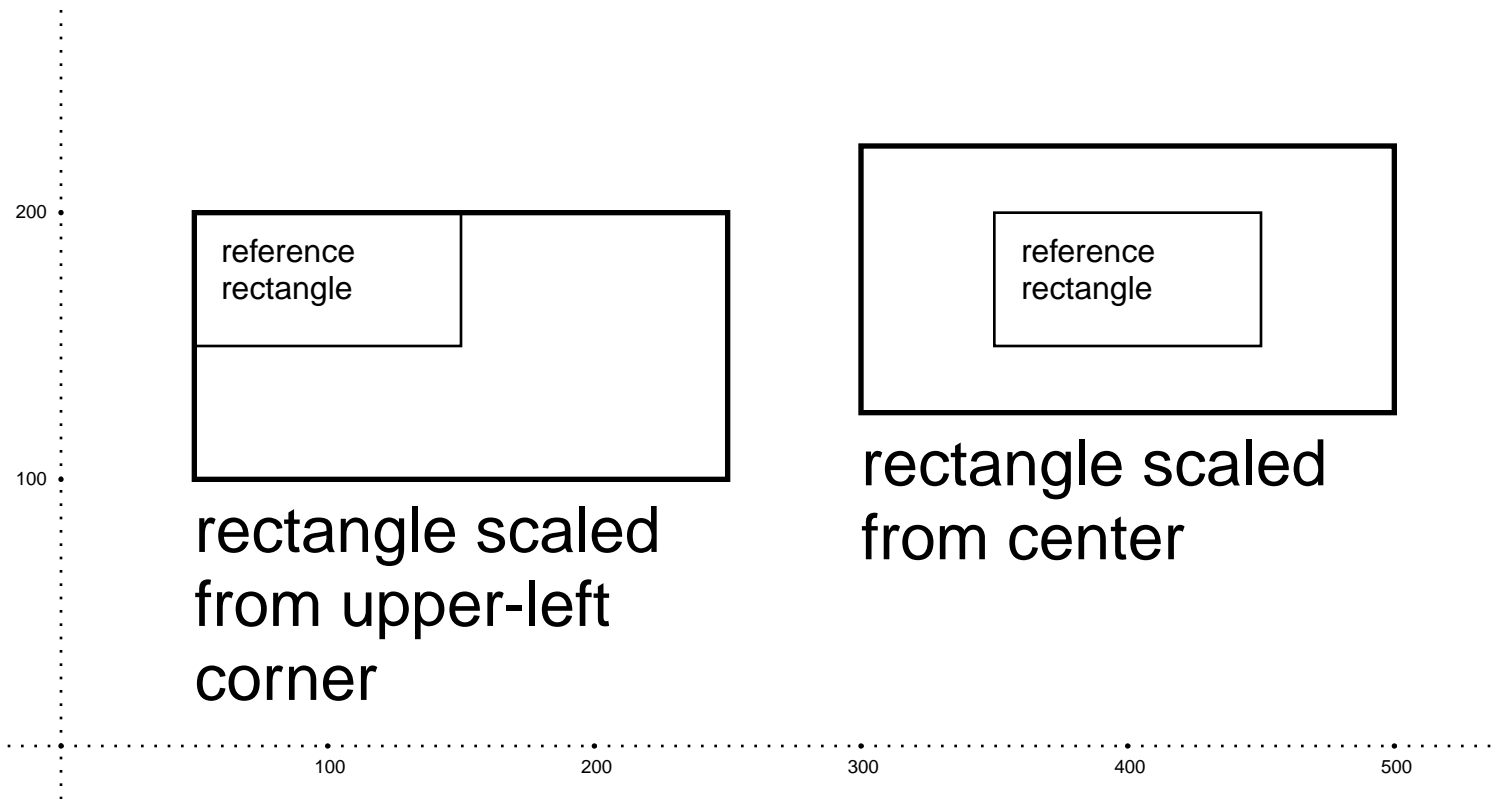 200
reference
rectangle
100
rectangle scaled
from upper-left
corner
reference
rectangle
rectangle scaled
from center
100
200
300
400
500